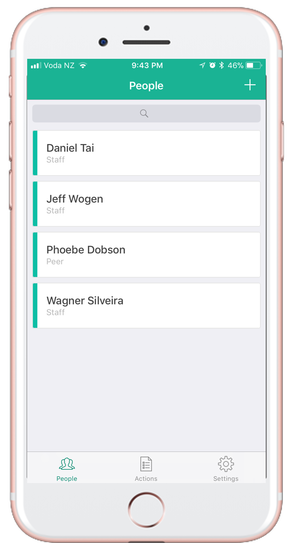 Voda NZ 9:43 PM 46%
People
Daniel Tai
Staff
Jeff Wogen
Staff
Phoebe Dobson
Peer
Wagner Silveira
Staff
People Actions Settings